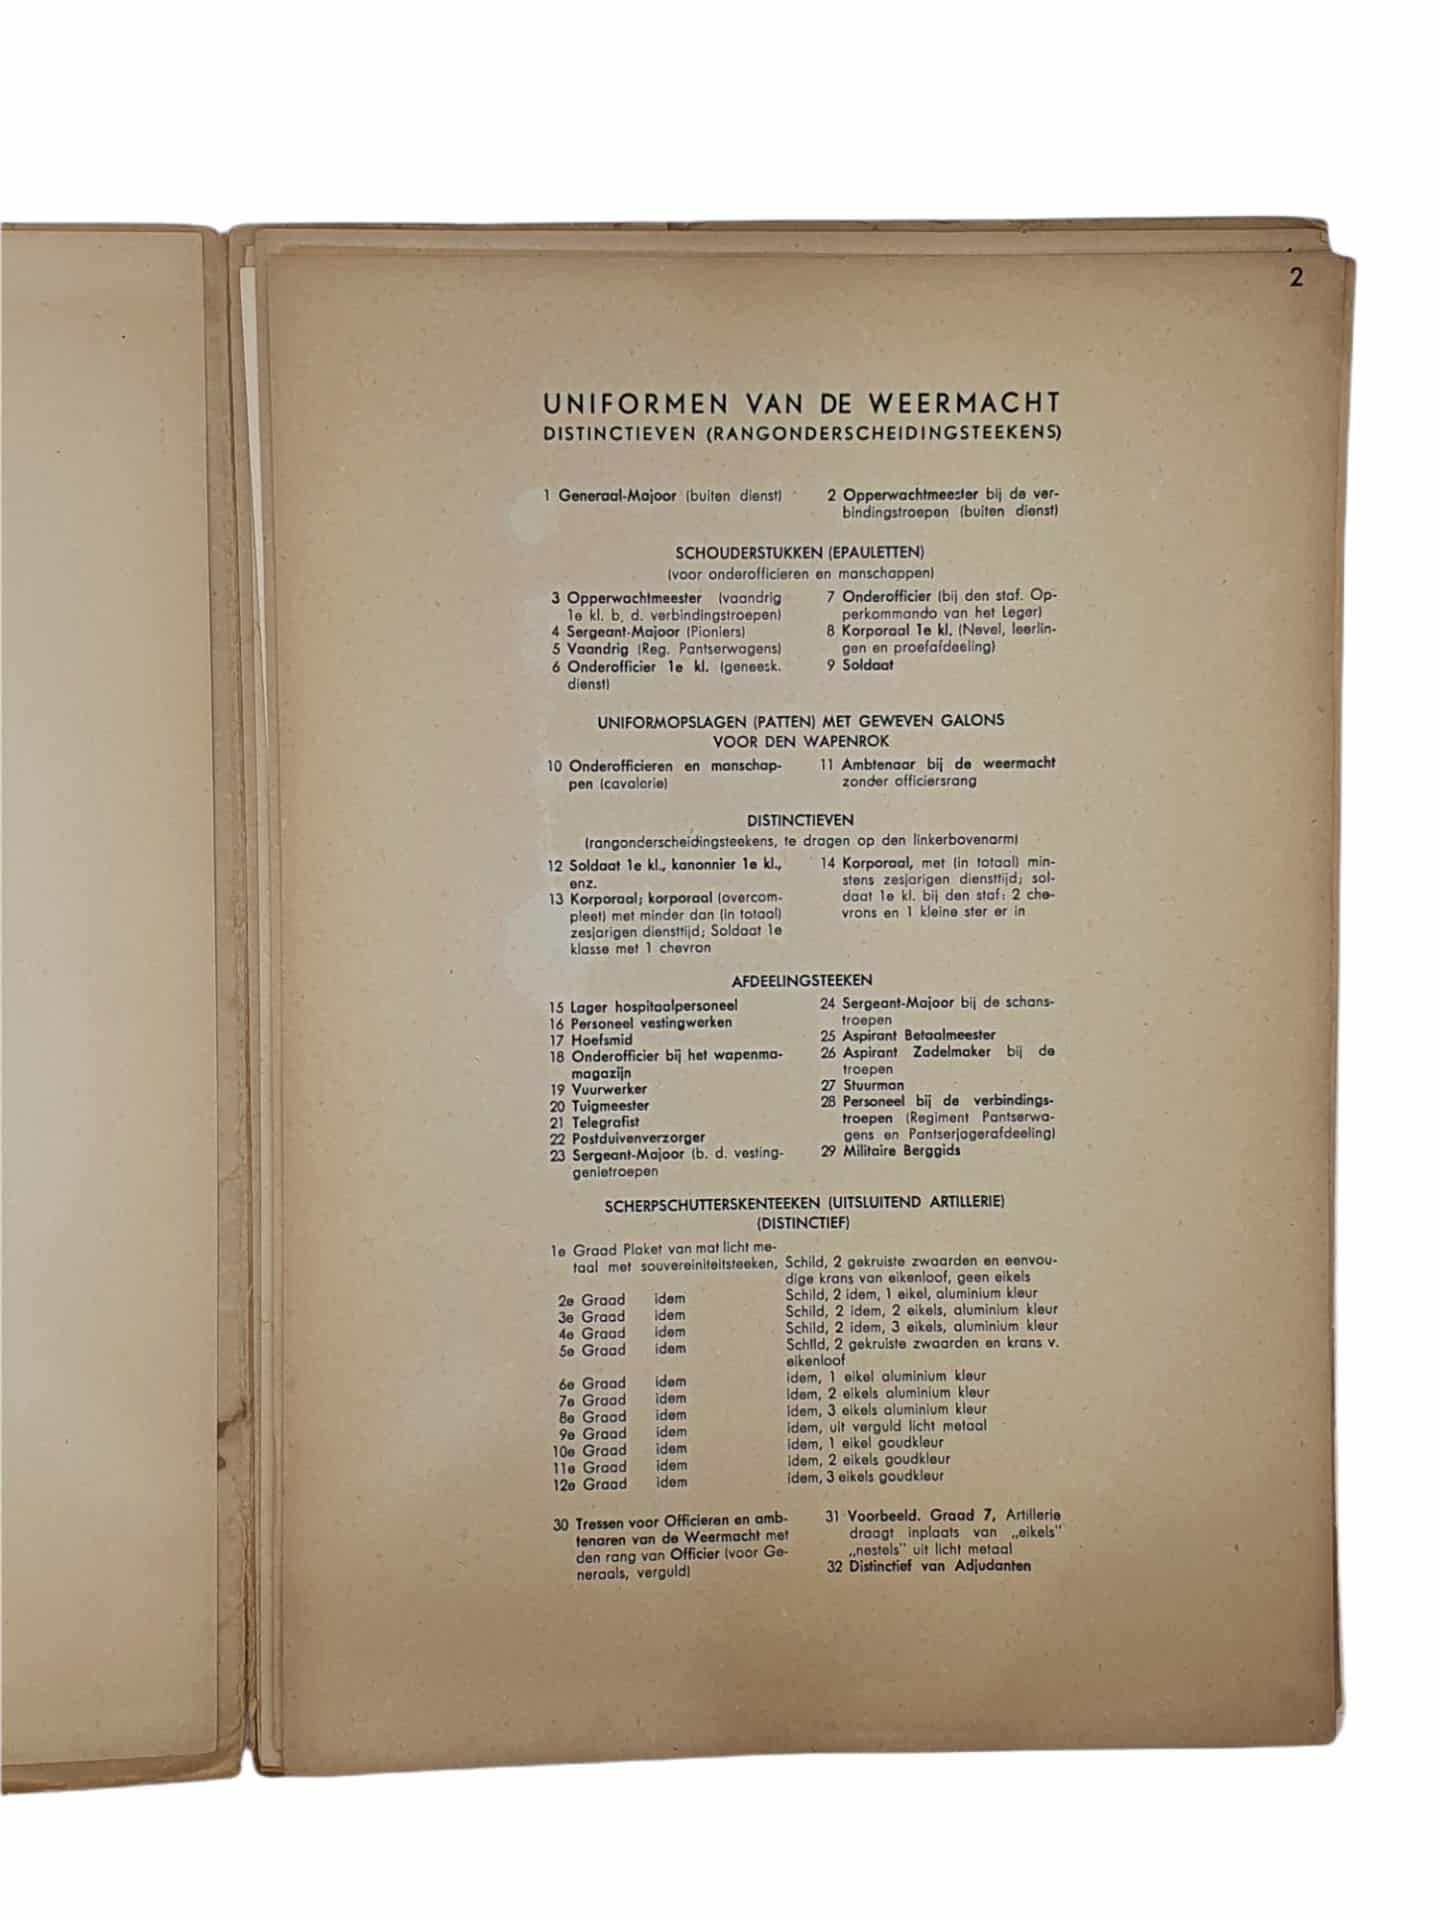 2
UNIFORMEN VAN DE WEERMACHT
DISTINCTIEVEN (RANGONDERSCHEIDINGSTEEKENS)
1 Generaal-Majoor (buiten dienst)
2 Opperwachtmeester bij de ver-
bindingstroepen (buiten dienst)
SCHOUDERSTUKKEN (EPAULETTEN)
(voor onderofficieren en manschappen)
3 Opperwachtmeester (vaandrig
1e kl. b. d. verbindingstroepen)
4 Sergeant-Majoor (Pioniers)
5 Vaandrig (Reg. Pantserwagens)
6 Onderofficier 1e kl. (geneesk.
dienst)
7 Onderofficier (bij den staf. Op-
perkommando van het Leger)
8 Korporaal 1e kl. (Nevel, leerlin-
gen en proefafdeeling)
9 Soldaat
UNIFORMOPSLAGEN (PATTEN) MET GEWEVEN GALONS
VOOR DEN WAPENROK
10 Onderofficieren en manschap-
pen (cavalerie)
11 Ambtenaar bij de weermacht
zonder officiersrang
DISTINCTIEVEN
(rangonderscheidingsteekens, te dragen op den linkerbovenarm)
12 Soldaat 1e kl., kanonnier 1e kl.,
enz.
13 Korporaal; korporaal (overcom-
pleet) met minder dan (in totaal)
zesjarigen diensttijd; Soldaat 1e
klasse met 1 chevron
14 Korporaal, met (in totaal) min-
stens zesjarigen diensttijd; sol-
daat 1e kl. bij den staf: 2 che-
vrons en 1 kleine ster er in
AFDEELINGSTEEKEN
15 Lager hospitaalpersoneel
16 Personeel vestingwerken
17 Hoefsmid
18 Onderofficier bij het wapenma-
magazijn
19 Vuurwerker
20 Tuigmeester
21 Telegrafist
22 Postduivenverzorger
23 Sergeant-Majoor (b. d. vesting-
genietroepen
24 Sergeant-Majoor bij de schans-
troepen
25 Aspirant Betaalmeester
26 Aspirant Zadelmaker bij de
troepen
27 Stuurman
28 Personeel bij de verbindings-
troepen (Regiment Pantserwa-
gens en Pantserjagerafdeeling)
29 Militaire Berggids
SCHERPSCHUTTERSKENTEEKEN (UITSLUITEND ARTILLERIE)
(DISTINCTIEF)
1e Graad Plaket van mat licht me-
taal met souvereiniteitsteeken, Schild, 2 gekruiste zwaarden en eenvou-
dige krans van eikenloof, geen eikels
2e Graad idem Schild, 2 idem, 1 eikel, aluminium kleur
3e Graad idem Schild, 2 idem, 2 eikels, aluminium kleur
4e Graad idem Schild, 2 idem, 3 eikels, aluminium kleur
5e Graad idem Schild, 2 gekruiste zwaarden en krans v.
eikenloof
6e Graad idem idem, 1 eikel aluminium kleur
7e Graad idem idem, 2 eikels aluminium kleur
8e Graad idem idem, 3 eikels aluminium kleur
9e Graad idem idem, uit verguld licht metaal
10e Graad idem idem, 1 eikel goudkleur
11e Graad idem idem, 2 eikels goudkleur
12e Graad idem idem, 3 eikels goudkleur
30 Tressen voor Officieren en amb-
tenaren van de Weermacht met
den rang van Officier (voor Ge-
neraals, verguld)
31 Voorbeeld. Graad 7, Artillerie
draagt inplaats van „eikels"
„nestels" uit licht metaal
32 Distinctief van Adjudanten